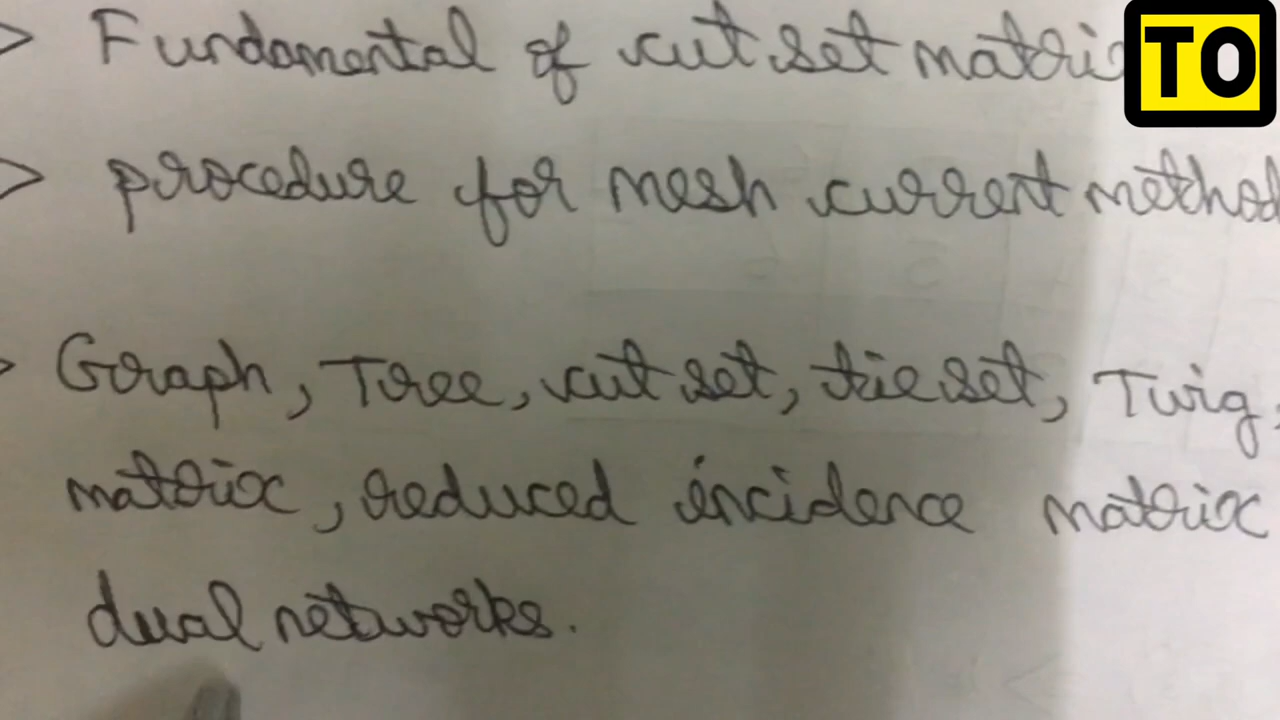 > Fundamental of cut set matric
TO
> procedure for mesh current method
> Graph, Tree, cut set, tie set, Twig,
matrix, reduced incidence matrix
dual networks.